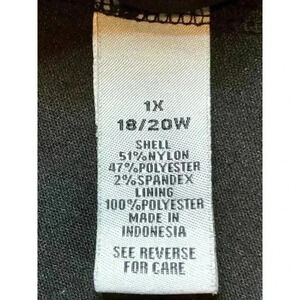 1X
18/20W
SHELL
51%NYLON
47%POLYESTER
2%SPANDEX
LINING
100%POLYESTER
MADE IN
INDONESIA
SEE REVERSE
FOR CARE